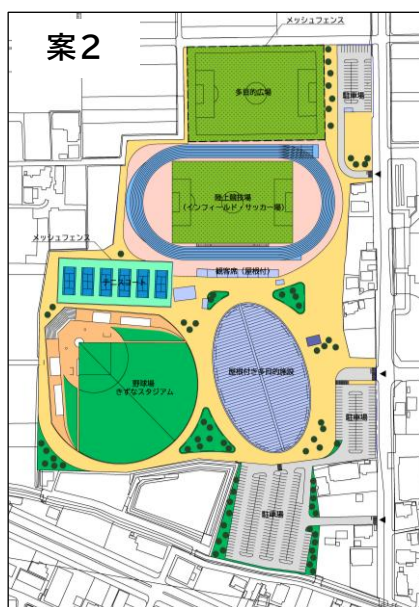 案２
メッシュフェンス
多目的広場
駐車場
陸上競技場
(インフィールド・サッカー場)
メッシュフェンス
観客席(屋根付)
テニスコート
屋根付き多目的施設
野球場
きずなスタジアム
駐車場
駐車場